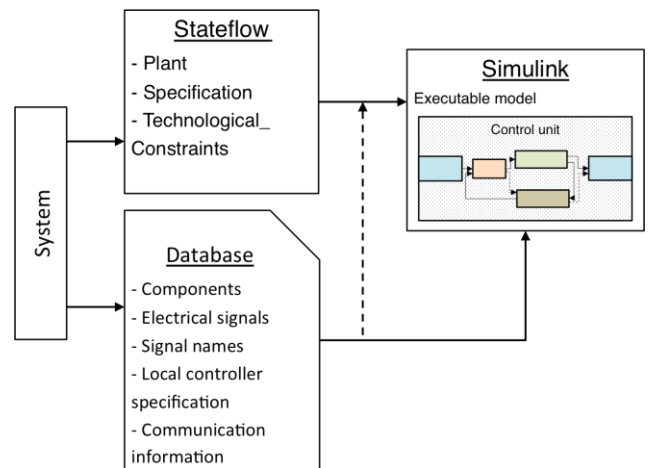 System
Stateflow
- Plant
- Specification
- Technological_
Constraints
Database
- Components
- Electrical signals
- Signal names
- Local controller
specification
- Communication
information
Simulink
Executable model
Control unit